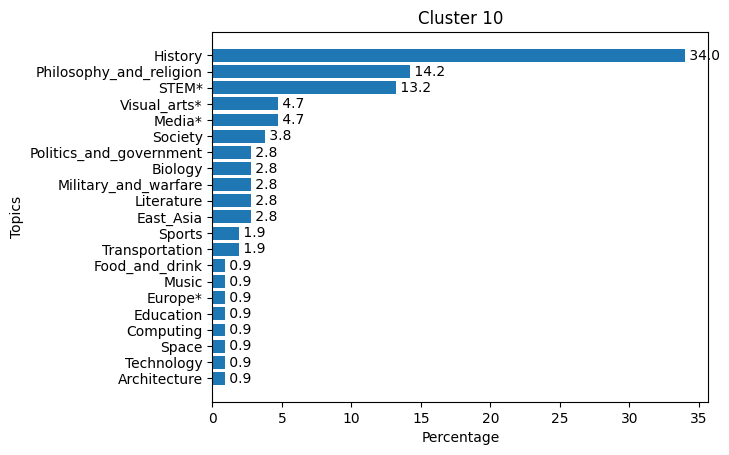 Cluster 10
Topics
History 34.0
Philosophy_and_religion 14.2
STEM* 13.2
Visual_arts* 4.7
Media* 4.7
Society 3.8
Politics_and_government 2.8
Biology 2.8
Military_and_warfare 2.8
Literature 2.8
East_Asia 2.8
Sports 1.9
Transportation 1.9
Food_and_drink 0.9
Music 0.9
Europe* 0.9
Education 0.9
Computing 0.9
Space 0.9
Technology 0.9
Architecture 0.9
0 5 10 15 20 25 30 35
Percentage